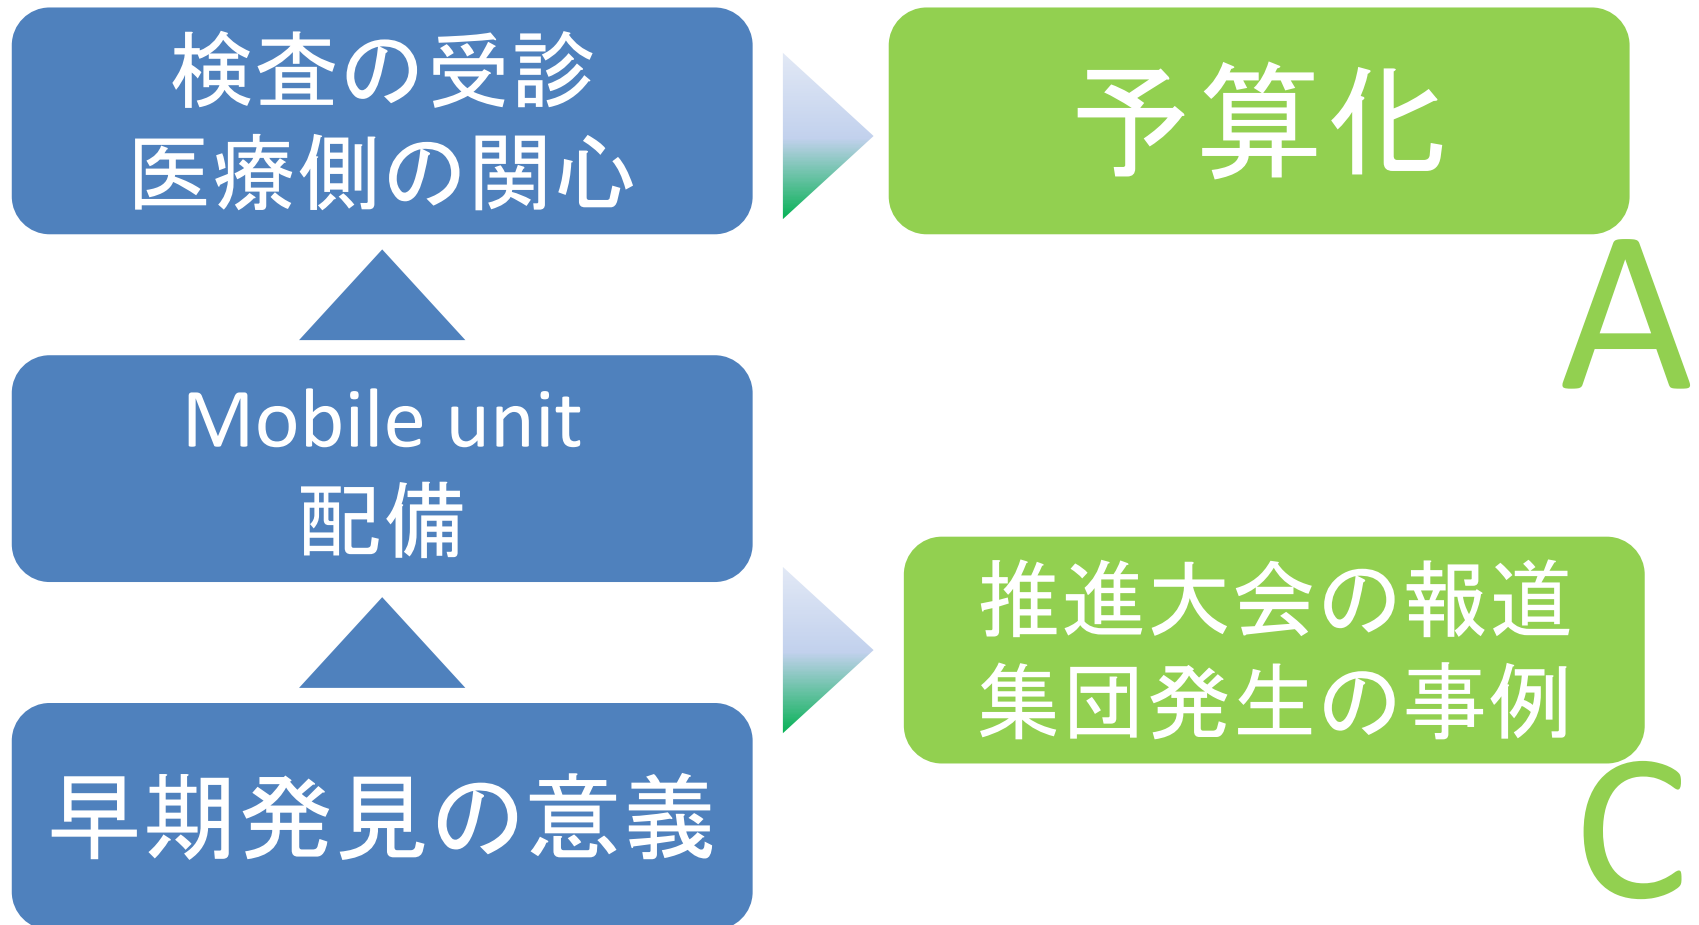 検査の受診
医療側の関心
予算化
A
Mobile unit
配備
推進大会の報道
集団発生の事例
C
早期発見の意義